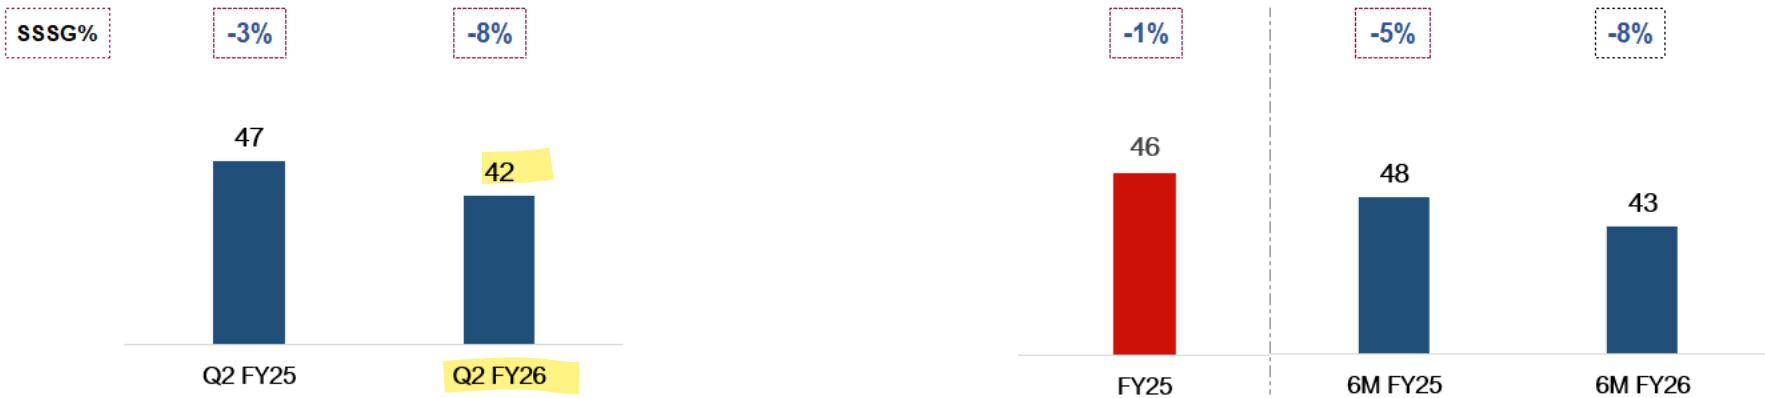 SSSG% -3% -8% -1% -5% -8%
47 42 46 48 43
Q2 FY25 Q2 FY26 FY25 6M FY25 6M FY26